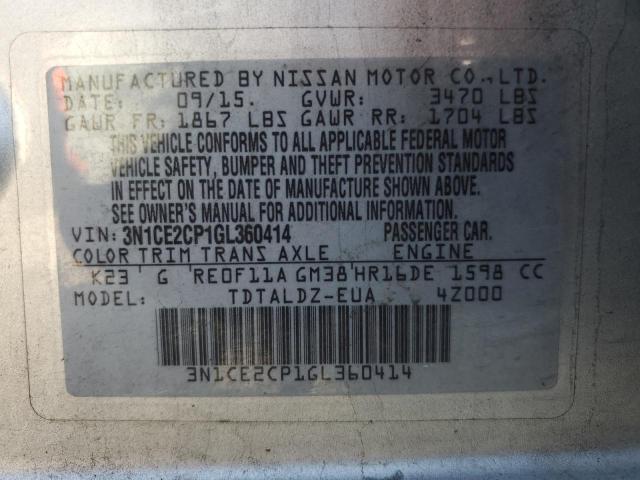 MANUFACTURED BY NISSAN MOTOR CO., LTD.
DATE: 09/15. GVWR: 3470 LBS
GAWR FR: 1867 LBS GAWR RR: 1704 LBS
THIS VEHICLE CONFORMS TO ALL APPLICABLE FEDERAL MOTOR
VEHICLE SAFETY, BUMPER AND THEFT PREVENTION STANDARDS
IN EFFECT ON THE DATE OF MANUFACTURE SHOWN ABOVE.
SEE OWNER'S MANUAL FOR ADDITIONAL INFORMATION.
VIN: 3N1CE2CP1GL360414 PASSENGER CAR.
COLOR TRIM TRANS AXLE ENGINE
K23 G RE0F11A GM38 HR16DE 1598 CC
MODEL: TDTALDZ-EUA 4Z000
3N1CE2CP1GL360414